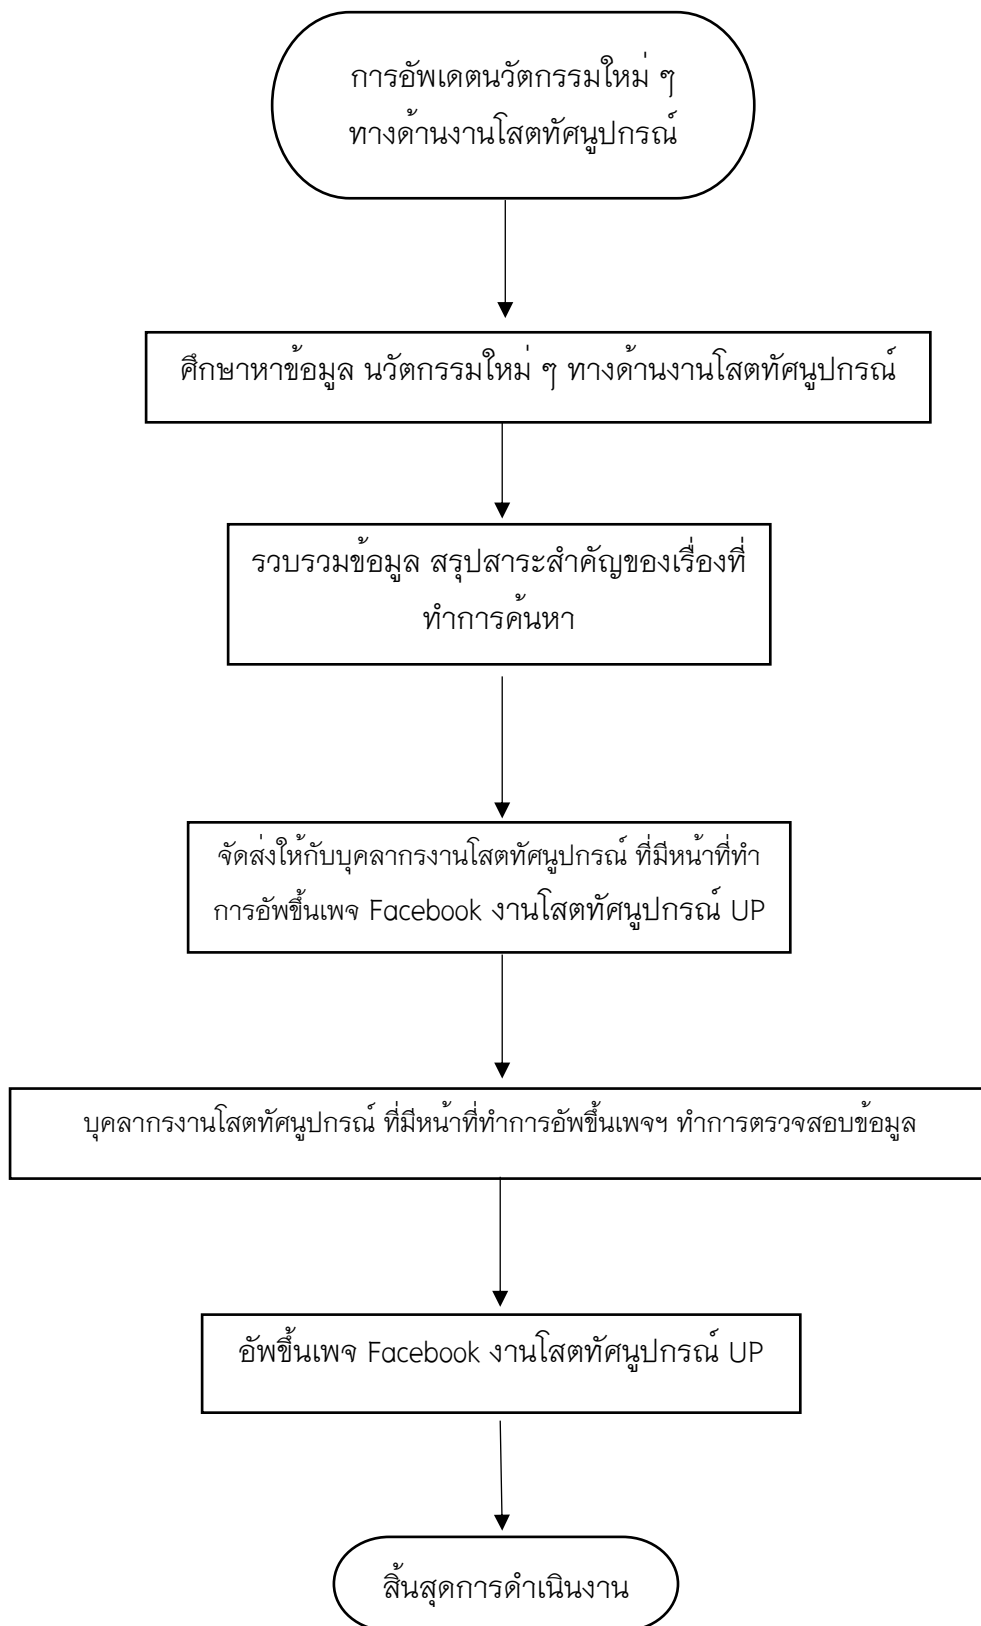 การอัพเดตนวัตกรรมใหม่ ๆ
ทางด้านงานโสตทัศนูปกรณ์
ศึกษาหาข้อมูล นวัตกรรมใหม่ ๆ ทางด้านงานโสตทัศนูปกรณ์
รวบรวมข้อมูล สรุปสาระสำคัญของเรื่องที่
ทำการค้นหา
จัดส่งให้กับบุคลากรงานโสตทัศนูปกรณ์ ที่มีหน้าที่ทำ
การอัพขึ้นเพจ Facebook งานโสตทัศนูปกรณ์ UP
บุคลากรงานโสตทัศนูปกรณ์ ที่มีหน้าที่ทำการอัพขึ้นเพจฯ ทำการตรวจสอบข้อมูล
อัพขึ้นเพจ Facebook งานโสตทัศนูปกรณ์ UP
สิ้นสุดการดำเนินงาน